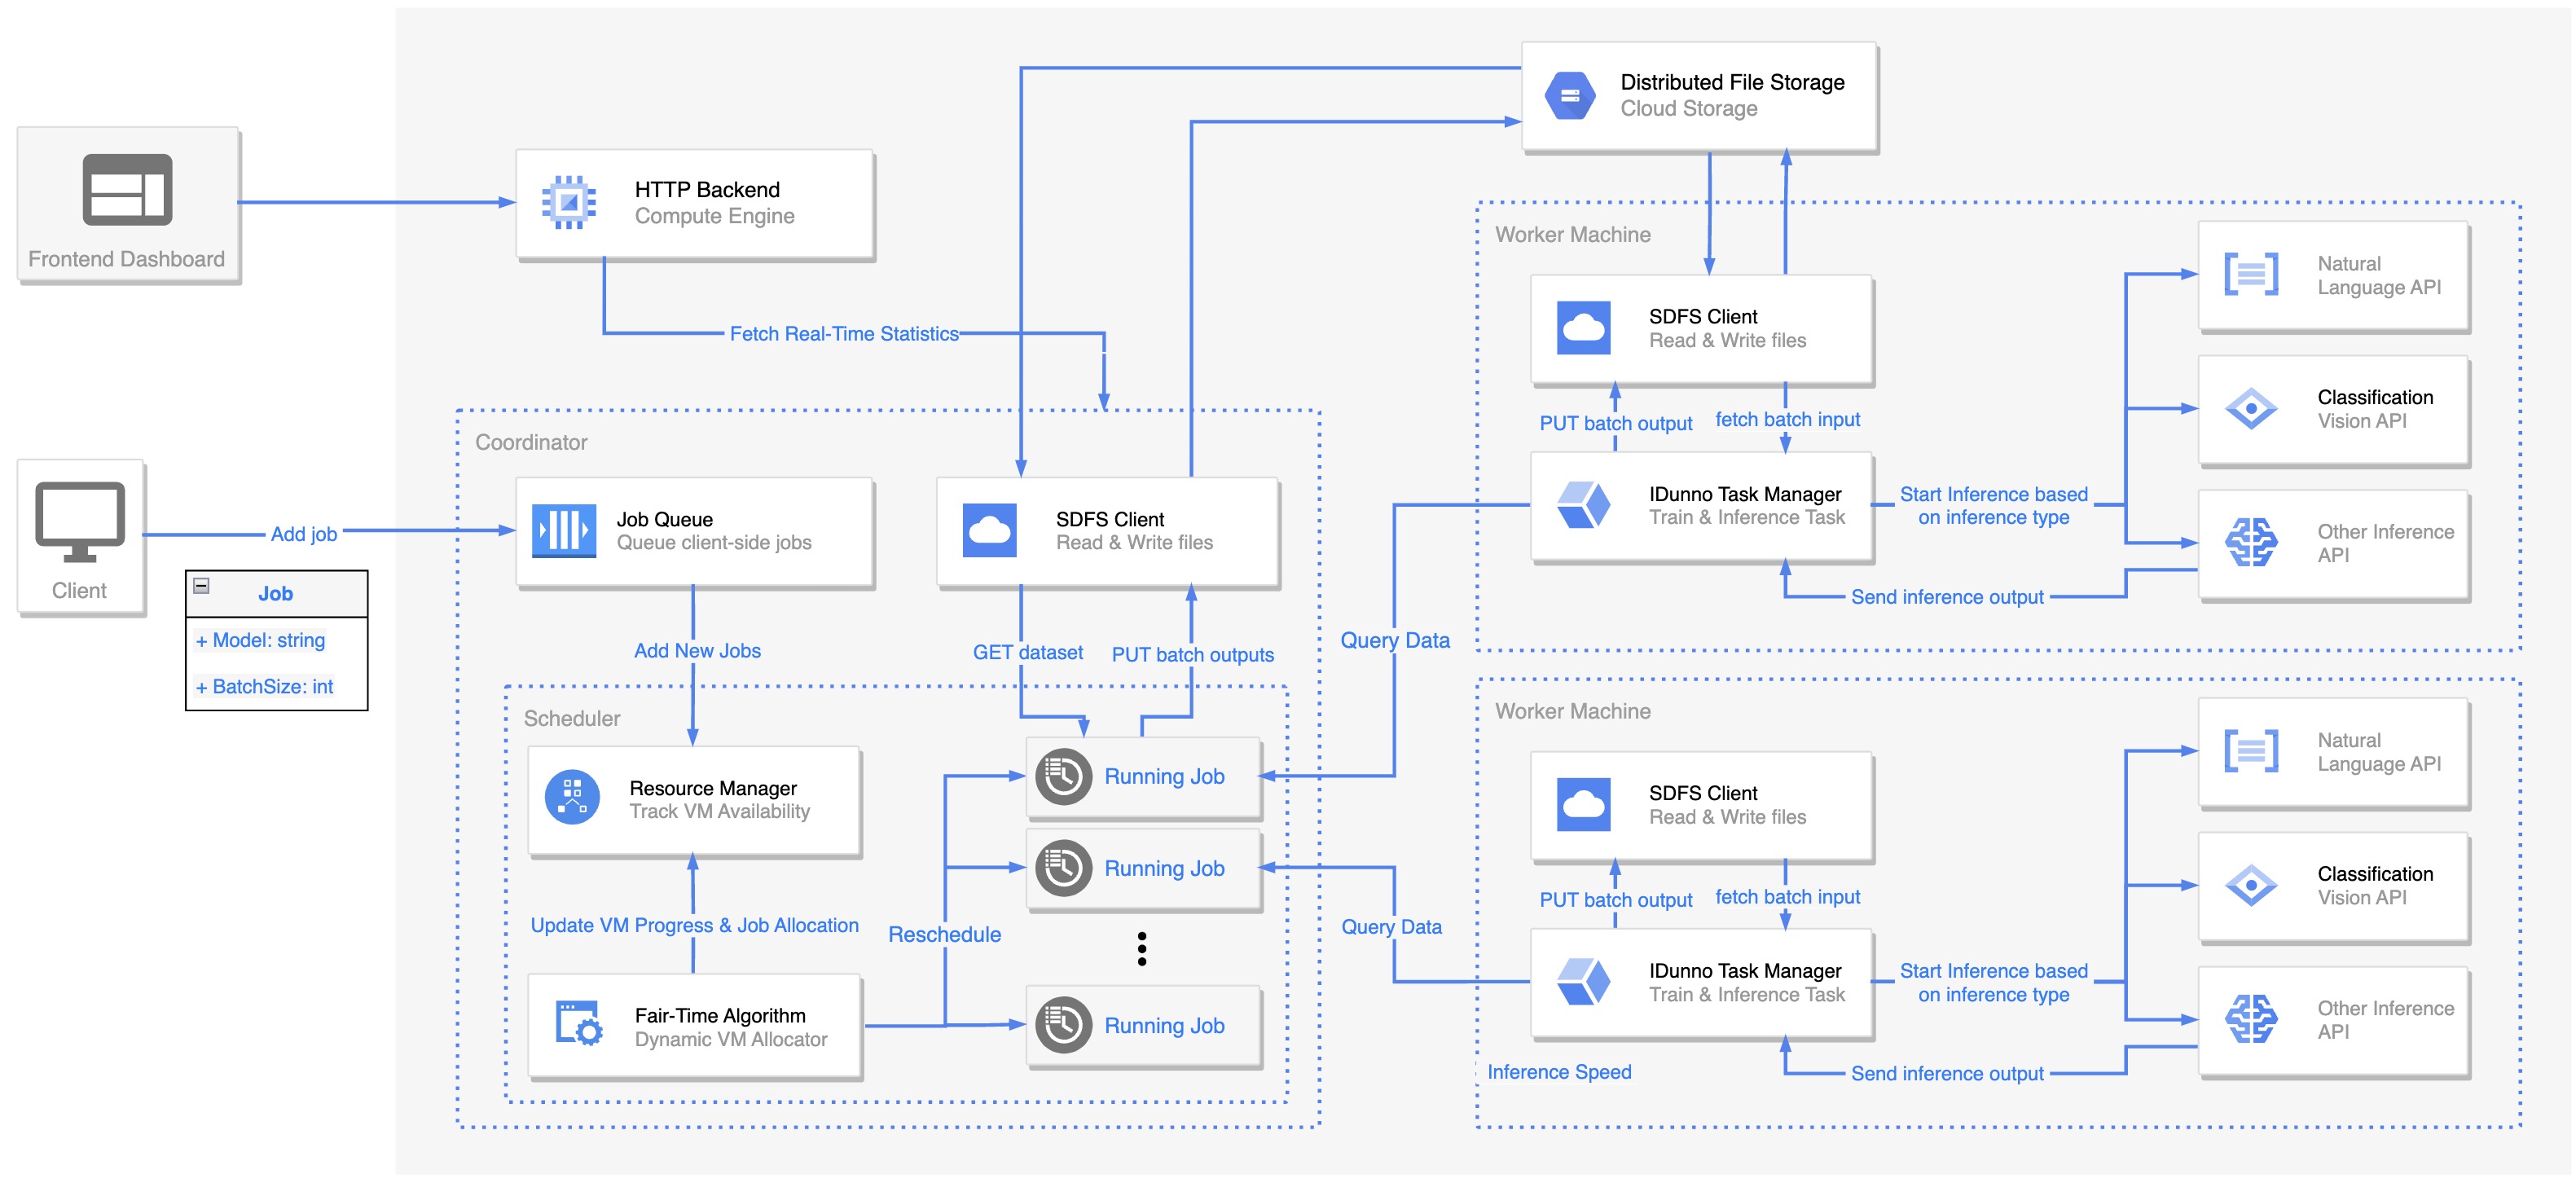 Distributed File Storage
Cloud Storage
HTTP Backend
Compute Engine
Frontend Dashboard
Fetch Real-Time Statistics
Coordinator
Client
Add job
Job
+ Model: string
+ BatchSize: int
Job Queue
Queue client-side jobs
SDFS Client
Read & Write files
Add New Jobs
GET dataset
PUT batch outputs
Scheduler
Resource Manager
Track VM Availability
Update VM Progress & Job Allocation
Fair-Time Algorithm
Dynamic VM Allocator
Reschedule
Running Job
Running Job
Running Job
Query Data
Query Data
Worker Machine
SDFS Client
Read & Write files
PUT batch output
fetch batch input
IDunno Task Manager
Train & Inference Task
Start Inference based
on inference type
Send inference output
Natural
Language API
Classification
Vision API
Other Inference
API
Worker Machine
SDFS Client
Read & Write files
PUT batch output
fetch batch input
IDunno Task Manager
Train & Inference Task
Start Inference based
on inference type
Inference Speed
Send inference output
Natural
Language API
Classification
Vision API
Other Inference
API